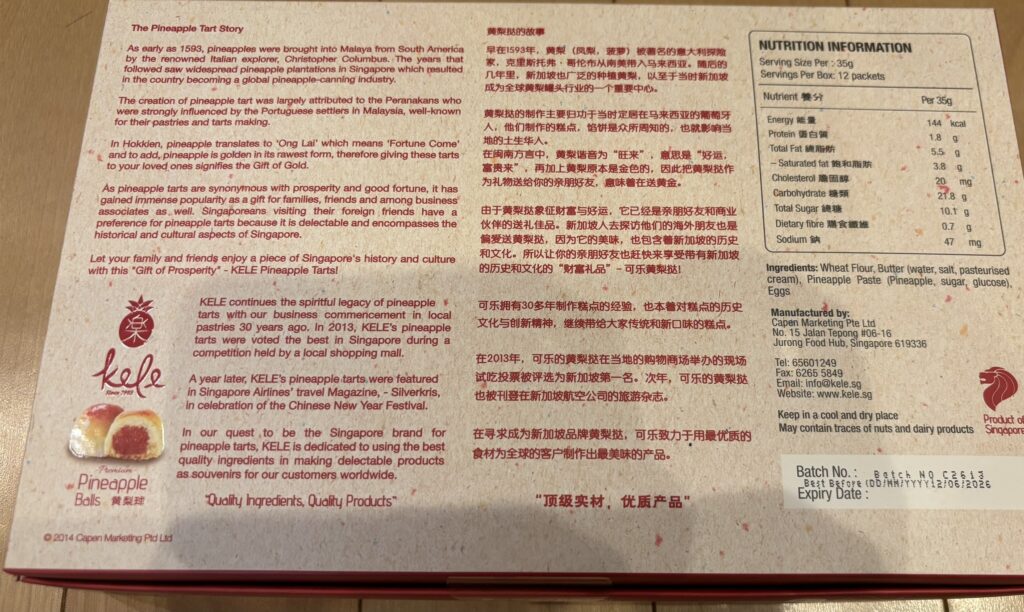 The Pineapple Tart Story
As early as 1593, pineapples were brought into Malaya from South America
by the renowned Italian explorer, Christopher Columbus. The years that
followed saw widespread pineapple plantations in Singapore which resulted
in the country becoming a global pineapple-canning industry.
The creation of pineapple tart was largely attributed to the Peranakans who
were strongly influenced by the Portuguese settlers in Malaysia, well-known
for their pastries and tarts making.
In Hokkien, pineapple translates to 'Ong Lai' which means 'Fortune Come'
and to add, pineapple is golden in its rawest form, therefore giving these tarts
to your loved ones signifies the Gift of Gold.
As pineapple tarts are synonymous with prosperity and good fortune, it has
gained immense popularity as a gift for families, friends and among business
associates as well. Singaporeans visiting their foreign friends have a
preference for pineapple tarts because it is delectable and encompasses the
historical and cultural aspects of Singapore.
Let your family and friends enjoy a piece of Singapore's history and culture
with this "Gift of Prosperity" - KELE Pineapple Tarts!
KELE continues the spiritful legacy of pineapple
tarts with our business commencement in local
pastries 30 years ago. In 2013, KELE's pineapple
tarts were voted the best in Singapore during a
competition held by a local shopping mall.
A year later, KELE's pineapple tarts were featured
in Singapore Airlines' travel Magazine, - Silverkris,
in celebration of the Chinese New Year Festival.
In our quest to be the Singapore brand for
pineapple tarts, KELE is dedicated to using the best
quality ingredients in making delectable products
as souvenirs for our customers worldwide.
"Quality Ingredients, Quality Products"
kele
Since 1983
Premium
Pineapple
Balls 黄梨球
© 2014 Capen Marketing Ptd Ltd
黄梨挞的故事
早在1593年，黄梨（凤梨，菠萝）被著名的意大利探险
家，克里斯托弗·哥伦布从南美带入马来西亚。随后的
几年里，新加坡也广泛的种植黄梨，以至于当时新加坡
成为全球黄梨罐头行业的一个重要中心。
黄梨挞的制作主要归功于当时定居在马来西亚的葡萄牙
人，他们制作的糕点，馅饼是众所周知的，也就影响当
地的土生华人。
在闽南方言中，黄梨谐音为“旺来”，意思是“好运，
富贵来”，再加上黄梨原本是金色的，因此把黄梨挞作
为礼物送给你的亲朋好友，意味着在送黄金。
由于黄梨挞象征财富与好运，它已经是亲朋好友和商业
伙伴的送礼佳品。新加坡人去探访他们的海外朋友也是
偏爱送黄梨挞，因为它的美味，也包含着新加坡的历史
和文化。所以让你的亲朋好友也赶快来享受带有新加坡
的历史和文化的“财富礼品”- 可乐黄梨挞!
可乐拥有30多年制作糕点的经验，也本着对糕点的历史
文化与创新精神，继续带给大家传统和新口味的糕点。
在2013年，可乐的黄梨挞在当地的购物商场举办的现场
试吃投票被评选为新加坡第一名。次年，可乐的黄梨挞
也被刊登在新加坡航空公司的旅游杂志。
在寻求成为新加坡品牌黄梨挞，可乐致力于用最优质的
食材为全球的客户制作出最美味的产品。
"顶级实材，优质产品"
NUTRITION INFORMATION
Serving Size Per : 35g
Servings Per Box: 12 packets
Nutrient 養分 Per 35g
Energy 能量 144 kcal
Protein 蛋白質 1.8 g
Total Fat 總脂肪 5.5 g
– Saturated fat 飽和脂肪 3.8 g
Cholesterol 膽固醇 20 mg
Carbohydrate 糖類 21.8 g
Total Sugar 總糖 10.1 g
Dietary fibre 膳食纖維 0.7 g
Sodium 鈉 47 mg
Ingredients: Wheat Flour, Butter (water, salt, pasteurised
cream), Pineapple Paste (Pineapple, sugar, glucose),
Eggs
Manufactured by:
Capen Marketing Pte Ltd
No. 15 Jalan Tepong #06-16
Jurong Food Hub, Singapore 619336
Tel: 65601249
Fax: 6265 5849
Email: info@kele.sg
Website: www.kele.sg
Keep in a cool and dry place
May contain traces of nuts and dairy products
Product of
Singapore
Batch No. : Batch NO C2613
Best Before (DD/MM/YYYY12/06/2026
Expiry Date :